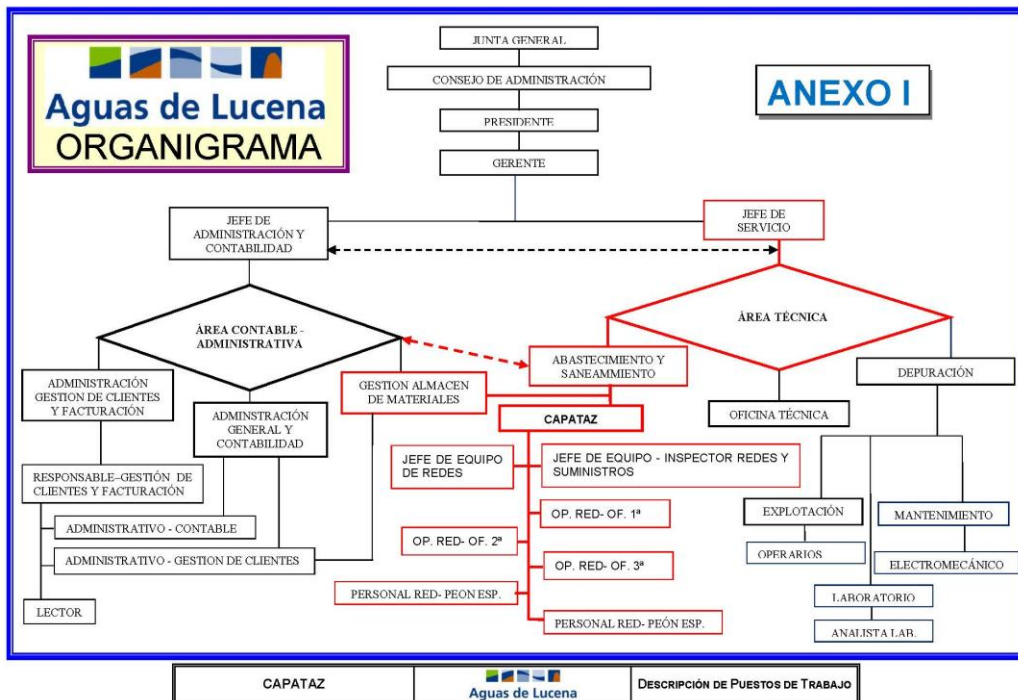 JUNTA GENERAL
CONSEJO DE ADMINISTRACIÓN
PRESIDENTE
GERENTE
Aguas de Lucena
ORGANIGRAMA
ANEXO I
JEFE DE
ADMINISTRACIÓN Y
CONTABILIDAD
JEFE DE
SERVICIO
ÁREA CONTABLE -
ADMINISTRATIVA
ÁREA TÉCNICA
ADMINISTRACIÓN
GESTION DE CLIENTES
Y FACTURACIÓN
GESTION ALMACEN
DE MATERIALES
ABASTECIMIENTO Y
SANEAMMIENTO
DEPURACIÓN
ADMINSTRACIÓN
GENERAL Y
CONTABILIDAD
CAPATAZ
OFICINA TÉCNICA
RESPONSABLE–GESTIÓN DE
CLIENTES Y FACTURACIÓN
JEFE DE EQUIPO
DE REDES
JEFE DE EQUIPO - INSPECTOR REDES Y
SUMINISTROS
ADMINISTRATIVO - CONTABLE
OP. RED- OF. 1ª
EXPLOTACIÓN
MANTENIMIENTO
ADMINISTRATIVO - GESTION DE CLIENTES
OP. RED- OF. 2ª
OPERARIOS
OP. RED- OF. 3ª
ELECTROMECÁNICO
LECTOR
PERSONAL RED- PEON ESP.
LABORATORIO
PERSONAL RED- PEÓN ESP.
ANALISTA LAB.
CAPATAZ
Aguas de Lucena
DESCRIPCIÓN DE PUESTOS DE TRABAJO